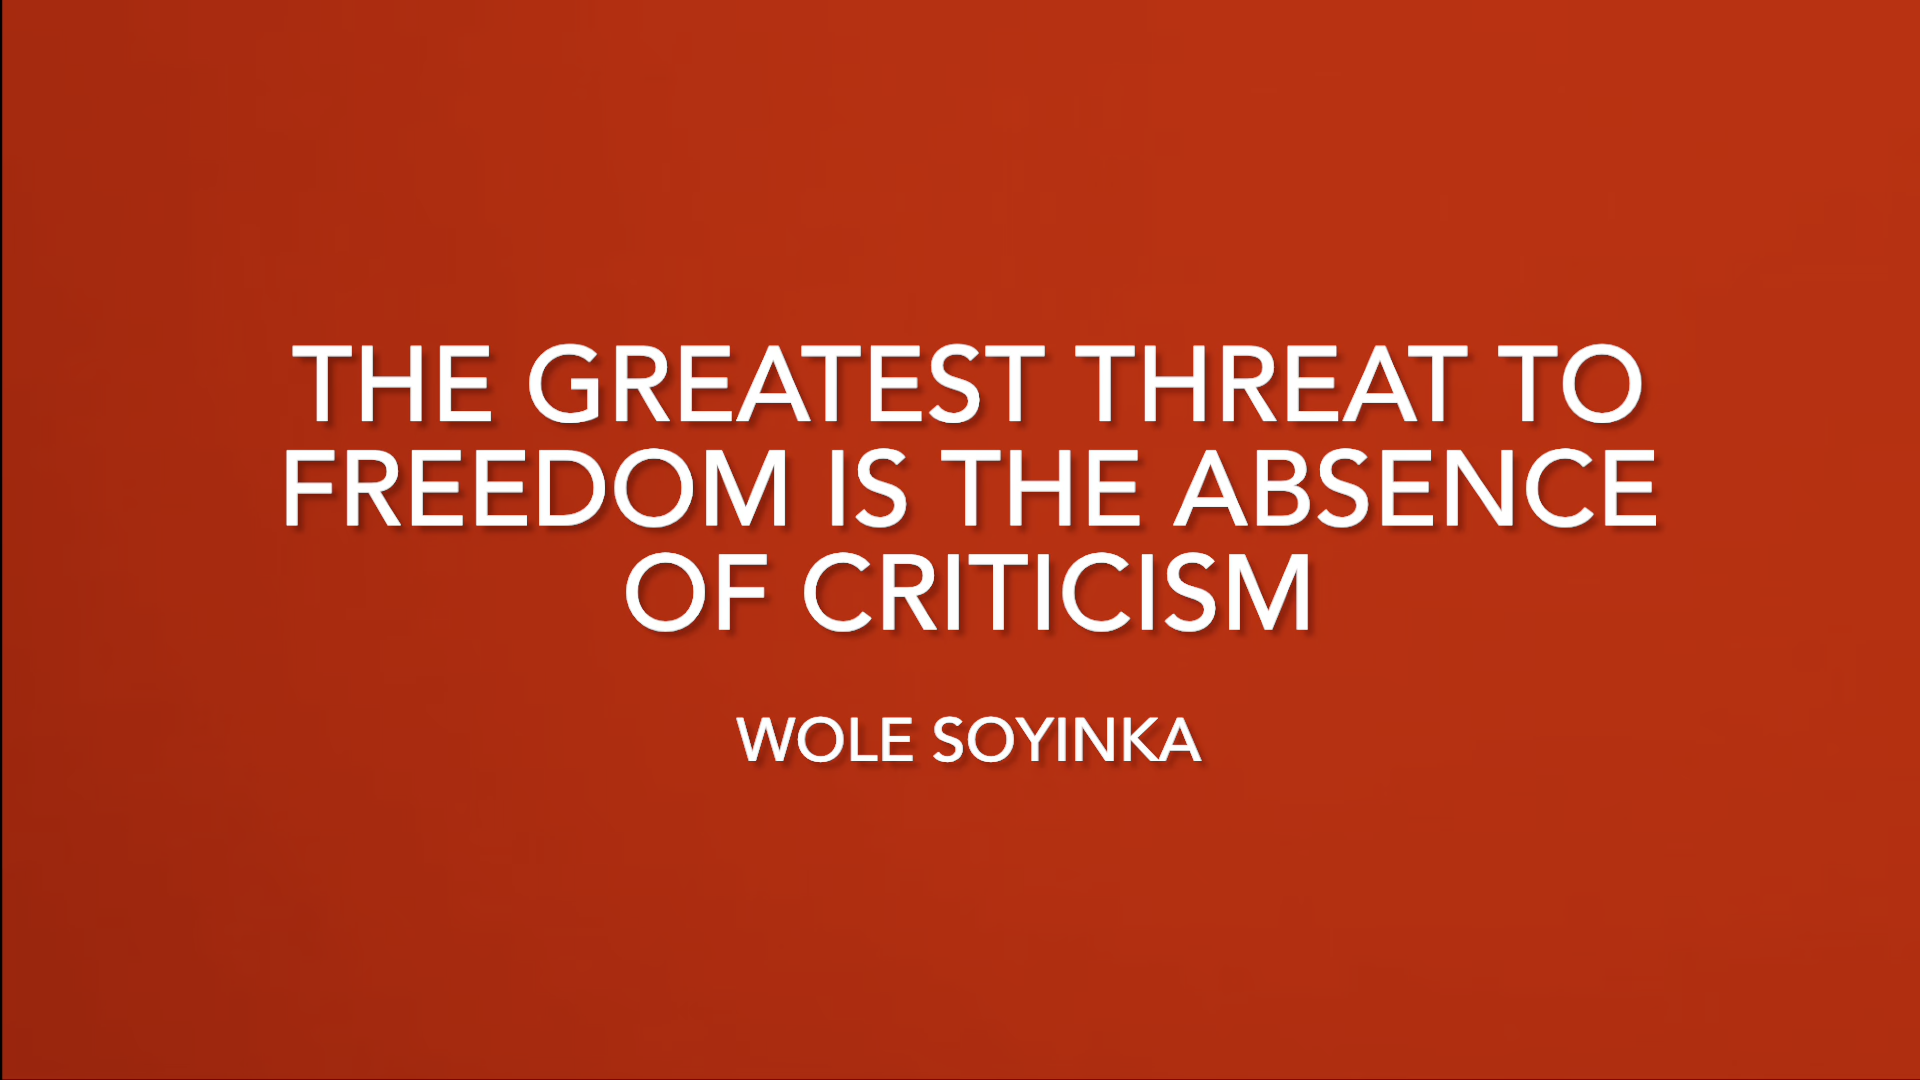 THE GREATEST THREAT TO
FREEDOM IS THE ABSENCE
OF CRITICISM
WOLE SOYINKA